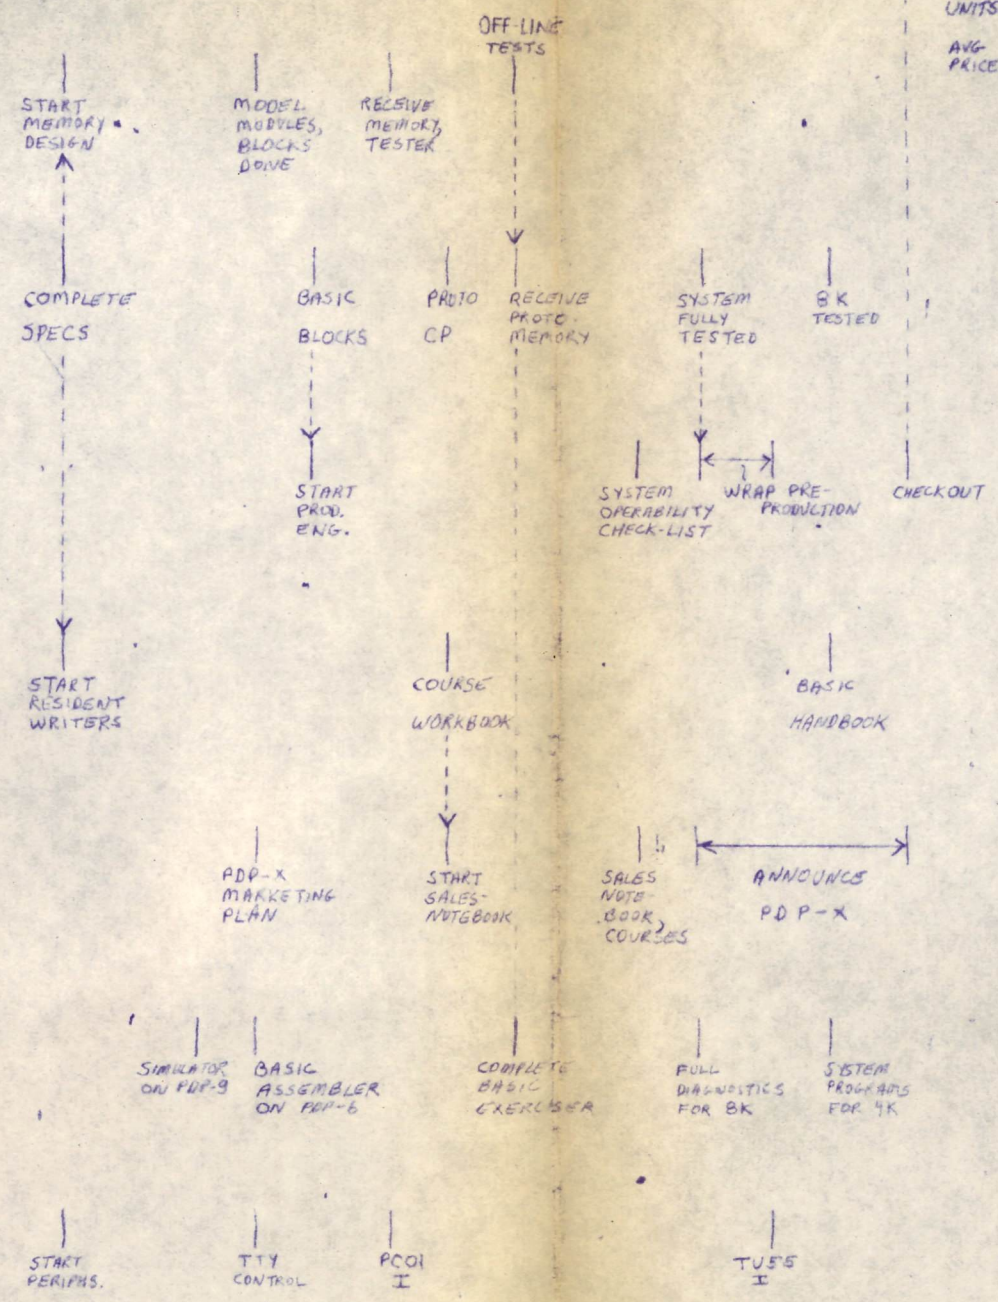 UNITS
AVG
PRICE
OFF-LINE
TESTS
START
MEMORY
DESIGN
MODEL
MODULES,
BLOCKS
DONE
RECEIVE
MEMORY,
TESTER
COMPLETE
SPECS
BASIC
BLOCKS
PROTO
CP
RECEIVE
PROTO.
MEMORY
SYSTEM
FULLY
TESTED
8K
TESTED
START
PROD.
ENG.
SYSTEM
OPERABILITY
CHECK-LIST
WRAP PRE-
PRODUCTION
CHECKOUT
START
RESIDENT
WRITERS
COURSE
WORKBOOK
BASIC
HANDBOOK
PDP-X
MARKETING
PLAN
START
SALES-
NOTEBOOK
SALES
NOTE-
BOOK,
COURSES
ANNOUNCE
PDP-X
SIMULATOR
ON PDP-9
BASIC
ASSEMBLER
ON PDP-6
COMPLETE
BASIC
EXERCISER
FULL
DIAGNOSTICS
FOR 8K
SYSTEM
PROGRAMS
FOR 4K
START
PERIPHS.
TTY
CONTROL
PC01
I
TU55
I